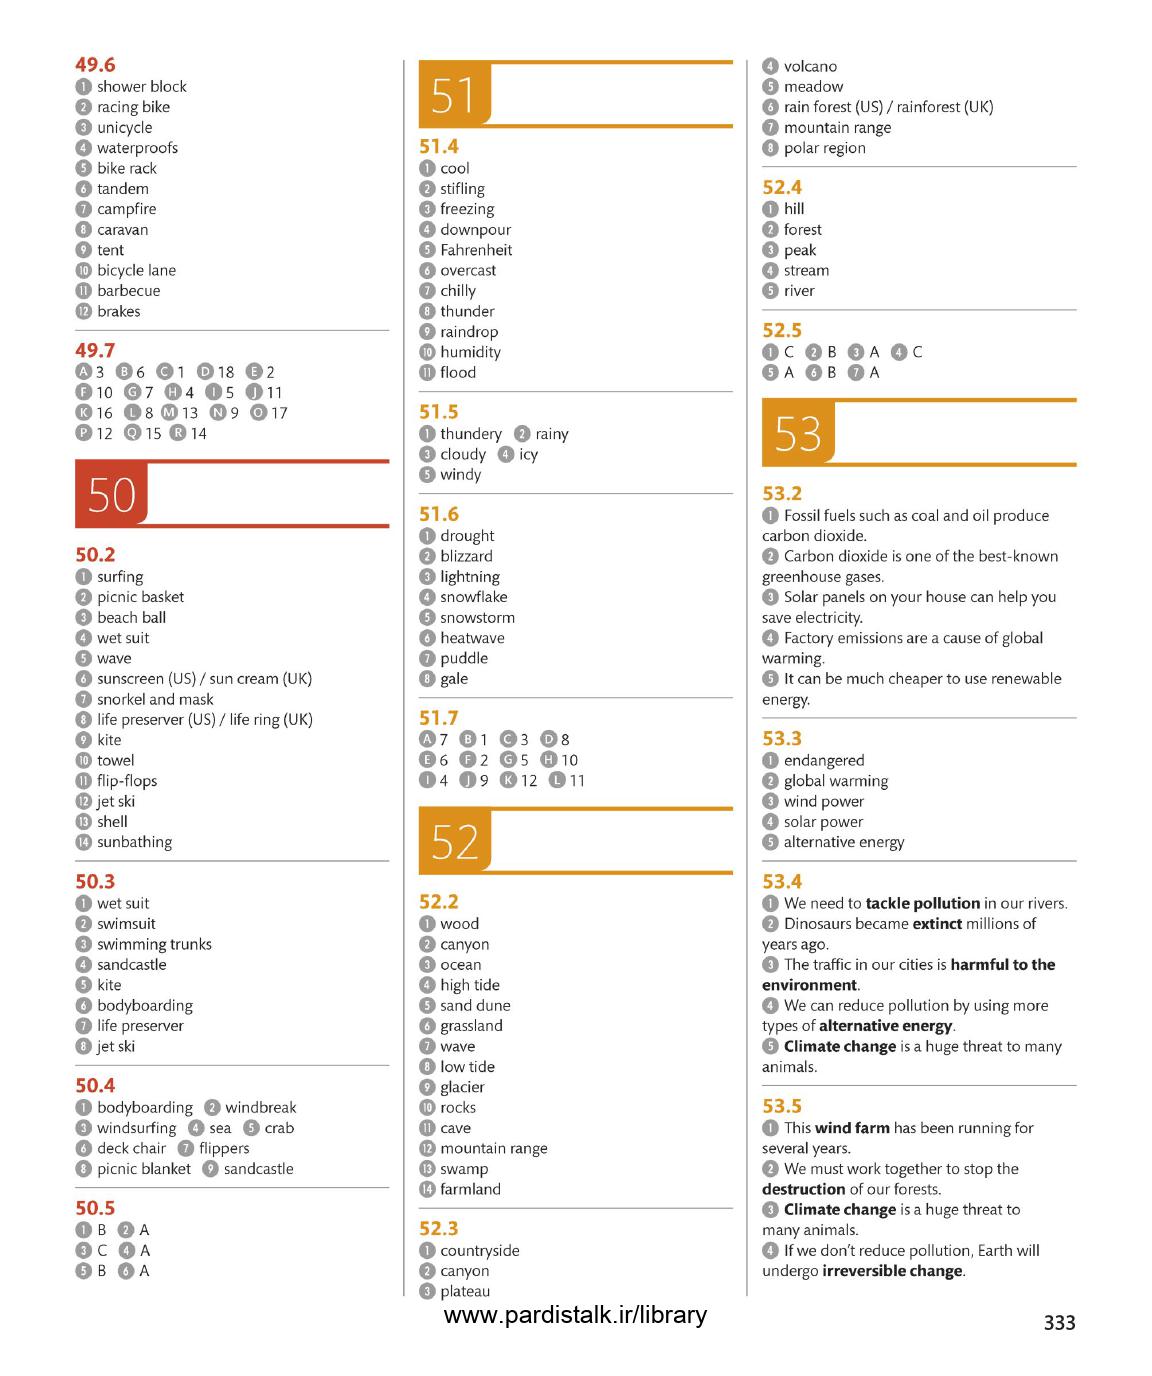 49.6
1 shower block
2 racing bike
3 unicycle
4 waterproofs
5 bike rack
6 tandem
7 campfire
8 caravan
9 tent
10 bicycle lane
11 barbecue
12 brakes
49.7
A 3 B 6 C 1 D 18 E 2
F 10 G 7 H 4 I 5 J 11
K 16 L 8 M 13 N 9 O 17
P 12 Q 15 R 14
50
50.2
1 surfing
2 picnic basket
3 beach ball
4 wet suit
5 wave
6 sunscreen (US) / sun cream (UK)
7 snorkel and mask
8 life preserver (US) / life ring (UK)
9 kite
10 towel
11 flip-flops
12 jet ski
13 shell
14 sunbathing
50.3
1 wet suit
2 swimsuit
3 swimming trunks
4 sandcastle
5 kite
6 bodyboarding
7 life preserver
8 jet ski
50.4
1 bodyboarding 2 windbreak
3 windsurfing 4 sea 5 crab
6 deck chair 7 flippers
8 picnic blanket 9 sandcastle
50.5
1 B 2 A
3 C 4 A
5 B 6 A
51
51.4
1 cool
2 stifling
3 freezing
4 downpour
5 Fahrenheit
6 overcast
7 chilly
8 thunder
9 raindrop
10 humidity
11 flood
51.5
1 thundery 2 rainy
3 cloudy 4 icy
5 windy
51.6
1 drought
2 blizzard
3 lightning
4 snowflake
5 snowstorm
6 heatwave
7 puddle
8 gale
51.7
A 7 B 1 C 3 D 8
E 6 F 2 G 5 H 10
I 4 J 9 K 12 L 11
52
52.2
1 wood
2 canyon
3 ocean
4 high tide
5 sand dune
6 grassland
7 wave
8 low tide
9 glacier
10 rocks
11 cave
12 mountain range
13 swamp
14 farmland
52.3
1 countryside
2 canyon
3 plateau
4 volcano
5 meadow
6 rain forest (US) / rainforest (UK)
7 mountain range
8 polar region
52.4
1 hill
2 forest
3 peak
4 stream
5 river
52.5
1 C 2 B 3 A 4 C
5 A 6 B 7 A
53
53.2
1 Fossil fuels such as coal and oil produce
carbon dioxide.
2 Carbon dioxide is one of the best-known
greenhouse gases.
3 Solar panels on your house can help you
save electricity.
4 Factory emissions are a cause of global
warming.
5 It can be much cheaper to use renewable
energy.
53.3
1 endangered
2 global warming
3 wind power
4 solar power
5 alternative energy
53.4
1 We need to tackle pollution in our rivers.
2 Dinosaurs became extinct millions of
years ago.
3 The traffic in our cities is harmful to the
environment.
4 We can reduce pollution by using more
types of alternative energy.
5 Climate change is a huge threat to many
animals.
53.5
1 This wind farm has been running for
several years.
2 We must work together to stop the
destruction of our forests.
3 Climate change is a huge threat to
many animals.
4 If we don't reduce pollution, Earth will
undergo irreversible change.
www.pardistalk.ir/library
333